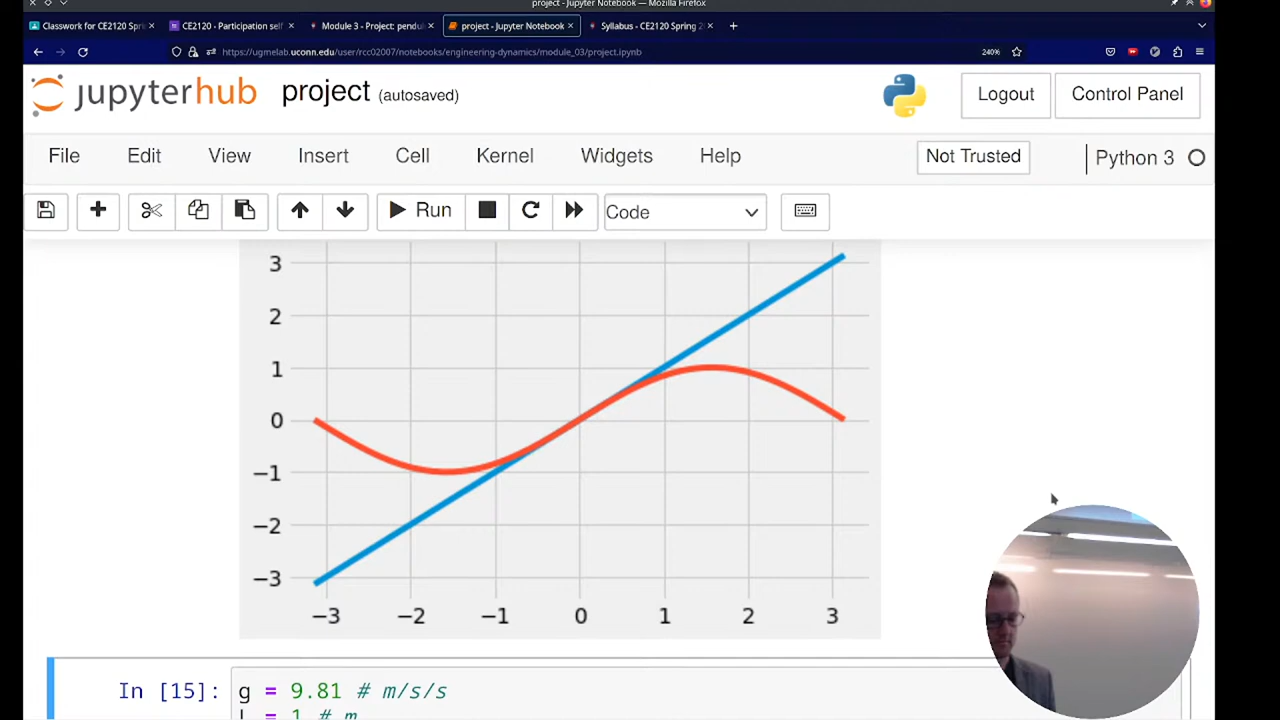 project - Jupyter Notebook — Mozilla Firefox
Classwork for CE2120 Spri
CE2120 - Participation self
Module 3 - Project: pendul
project - Jupyter Notebook
Syllabus - CE2120 Spring 2
https://ugmelab.uconn.edu/user/rcc02007/notebooks/engineering-dynamics/module_03/project.ipynb
240%
jupyterhub project (autosaved)
Logout
Control Panel
File Edit View Insert Cell Kernel Widgets Help
Not Trusted
Python 3
Run
Code
3
2
1
0
−1
−2
−3
−3 −2 −1 0 1 2 3
In [15]: g = 9.81 # m/s/s
l = 1 # m